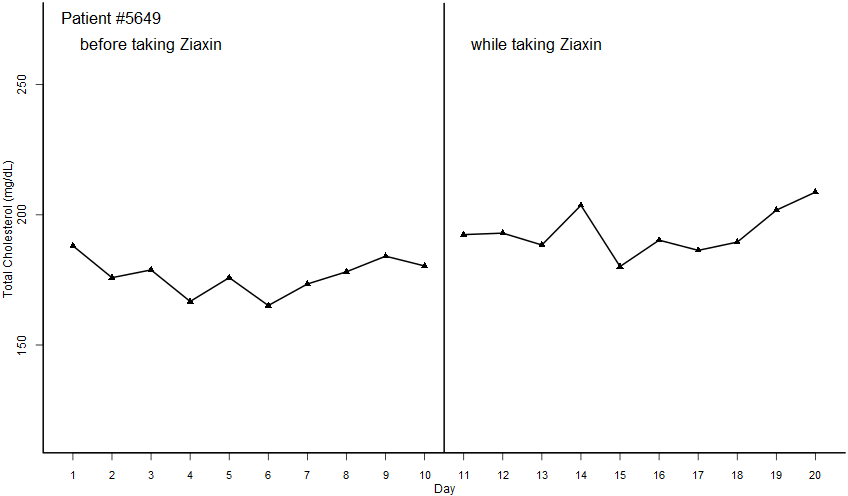 Patient #5649
before taking Ziaxin
while taking Ziaxin
Total Cholesterol (mg/dL)
250
200
150
1 2 3 4 5 6 7 8 9 10 11 12 13 14 15 16 17 18 19 20
Day